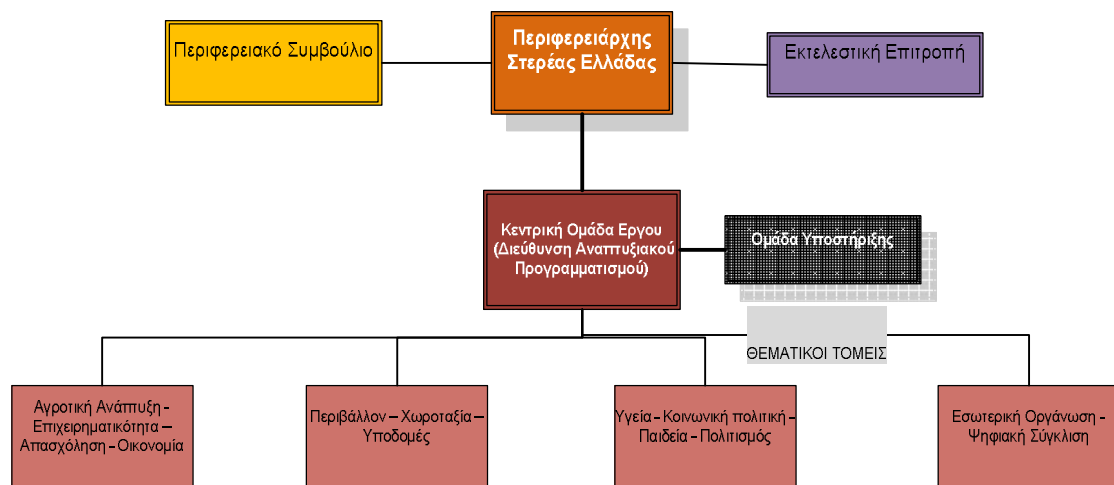 Περιφερειακό Συμβούλιο
Περιφερειάρχης
Στερέας Ελλάδας
Εκτελεστική Επιτροπή
Κεντρική Ομάδα Εργου
(Διεύθυνση Αναπτυξιακού
Προγραμματισμού)
Ομάδα Υποστήριξης
ΘΕΜΑΤΙΚΟΙ ΤΟΜΕΙΣ
Αγροτική Ανάπτυξη -
Επιχειρηματικότητα –
Απασχόληση - Οικονομία
Περιβάλλον – Χωροταξία –
Υποδομές
Υγεία - Κοινωνική πολιτική -
Παιδεία - Πολιτισμός
Εσωτερική Οργάνωση -
Ψηφιακή Σύγκλιση